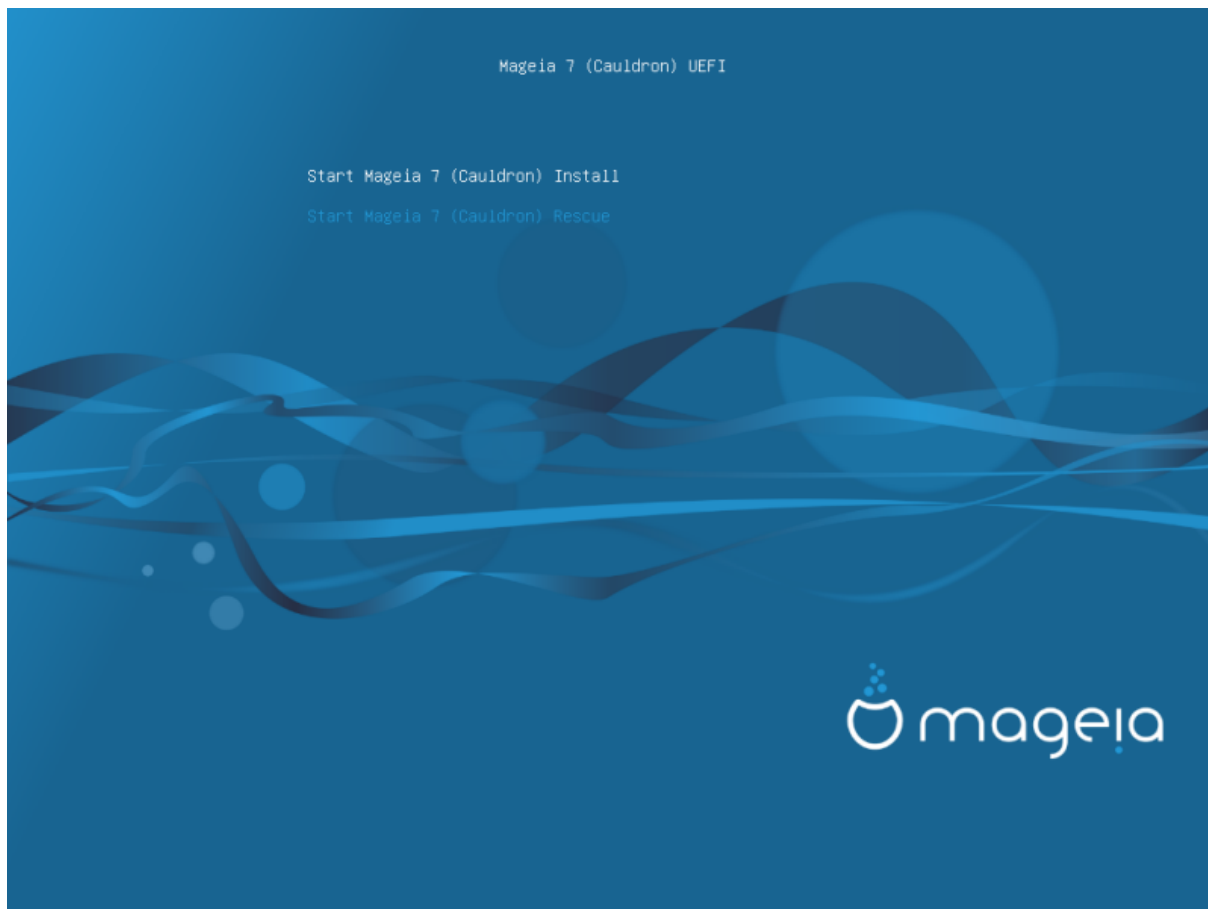 Mageia 7 (Cauldron) UEFI
Start Mageia 7 (Cauldron) Install
Start Mageia 7 (Cauldron) Rescue
mageia